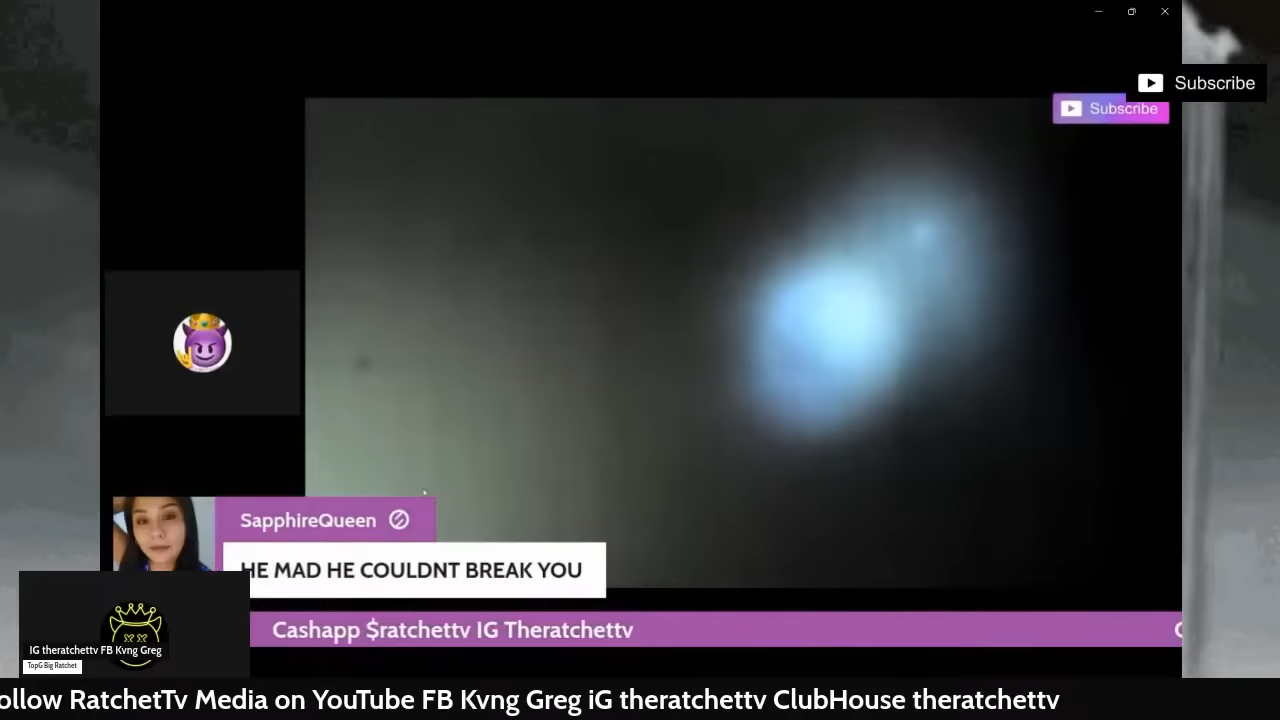 Subscribe
Subscribe
SapphireQueen
HE MAD HE COULDNT BREAK YOU
Cashapp $ratchettv IG Theratchettv
IG theratchettv FB Kvng Greg
TopG Big Ratchet
ollow RatchetTv Media on YouTube FB Kvng Greg iG theratchettv ClubHouse theratchettv